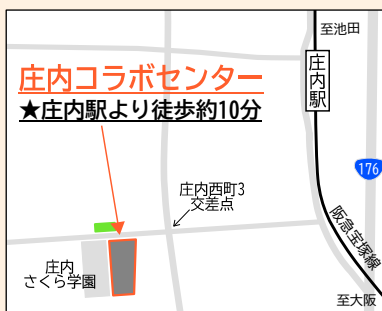 至池田
庄内駅
庄内コラボセンター
★庄内駅より徒歩約10分
176
庄内西町3
交差点
阪急宝塚線
庄内
さくら学園
至大阪